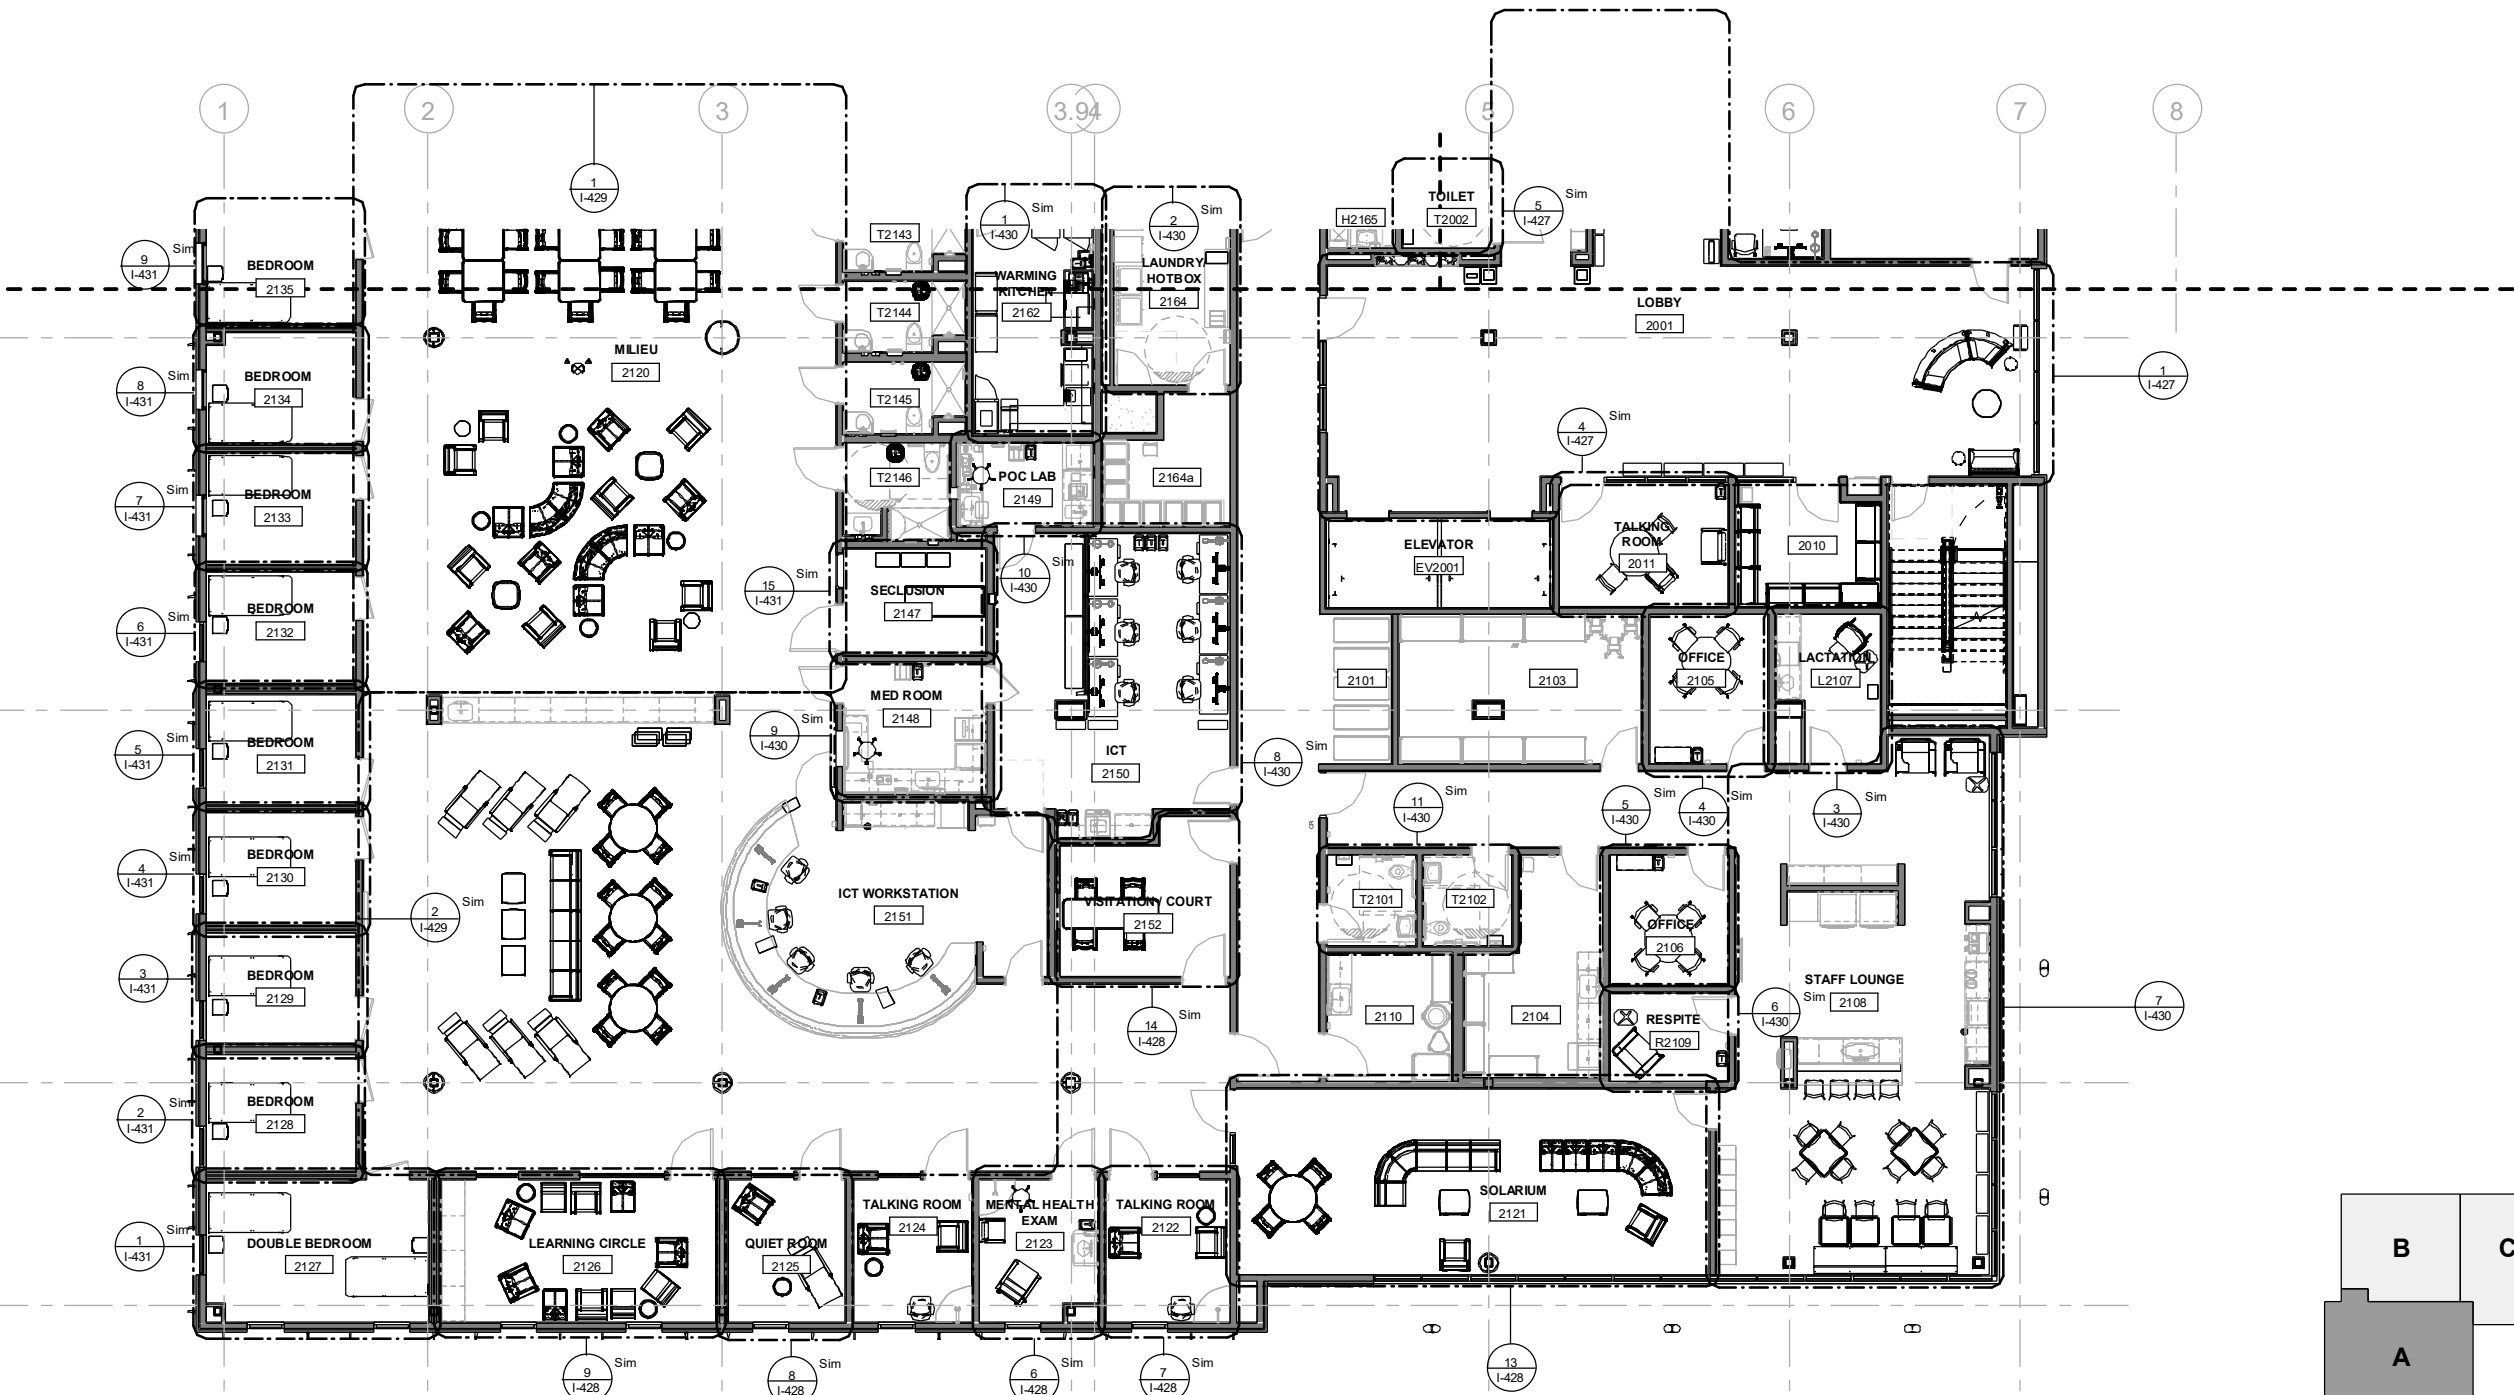 1
2
3
3.9
4
5
6
7
8
1
I-429
9
I-431
Sim
BEDROOM
2135
8
I-431
Sim
BEDROOM
2134
7
I-431
Sim
BEDROOM
2133
6
I-431
Sim
BEDROOM
2132
5
I-431
Sim
BEDROOM
2131
4
I-431
Sim
BEDROOM
2130
3
I-431
Sim
BEDROOM
2129
2
I-431
Sim
BEDROOM
2128
1
I-431
Sim
DOUBLE BEDROOM
2127
MILIEU
2120
2
I-429
Sim
T2143
T2144
T2145
T2146
1
I-430
Sim
WARMING
KITCHEN
2162
2
I-430
Sim
LAUNDRY/
HOTBOX
2164
2164a
POC LAB
2149
10
I-430
Sim
15
I-431
Sim
SECLUSION
2147
MED ROOM
2148
9
I-430
Sim
ICT
2150
8
I-430
Sim
ICT WORKSTATION
2151
VISITATION / COURT
2152
14
I-428
Sim
LEARNING CIRCLE
2126
9
I-428
Sim
QUIET ROOM
2125
8
I-428
Sim
TALKING ROOM
2124
MENTAL HEALTH
EXAM
2123
6
I-428
Sim
TALKING ROOM
2122
7
I-428
Sim
SOLARIUM
2121
13
I-428
Sim
H2165
TOILET
T2002
5
I-427
Sim
LOBBY
2001
1
I-427
Sim
4
I-427
Sim
ELEVATOR
EV2001
TALKING
ROOM
2011
2010
2101
2103
OFFICE
2105
LACTATION
L2107
11
I-430
Sim
5
I-430
Sim
4
I-430
Sim
3
I-430
Sim
T2101
T2102
OFFICE
2106
STAFF LOUNGE
2108
6
I-430
Sim
7
I-430
Sim
2110
2104
RESPITE
R2109
B
C
A